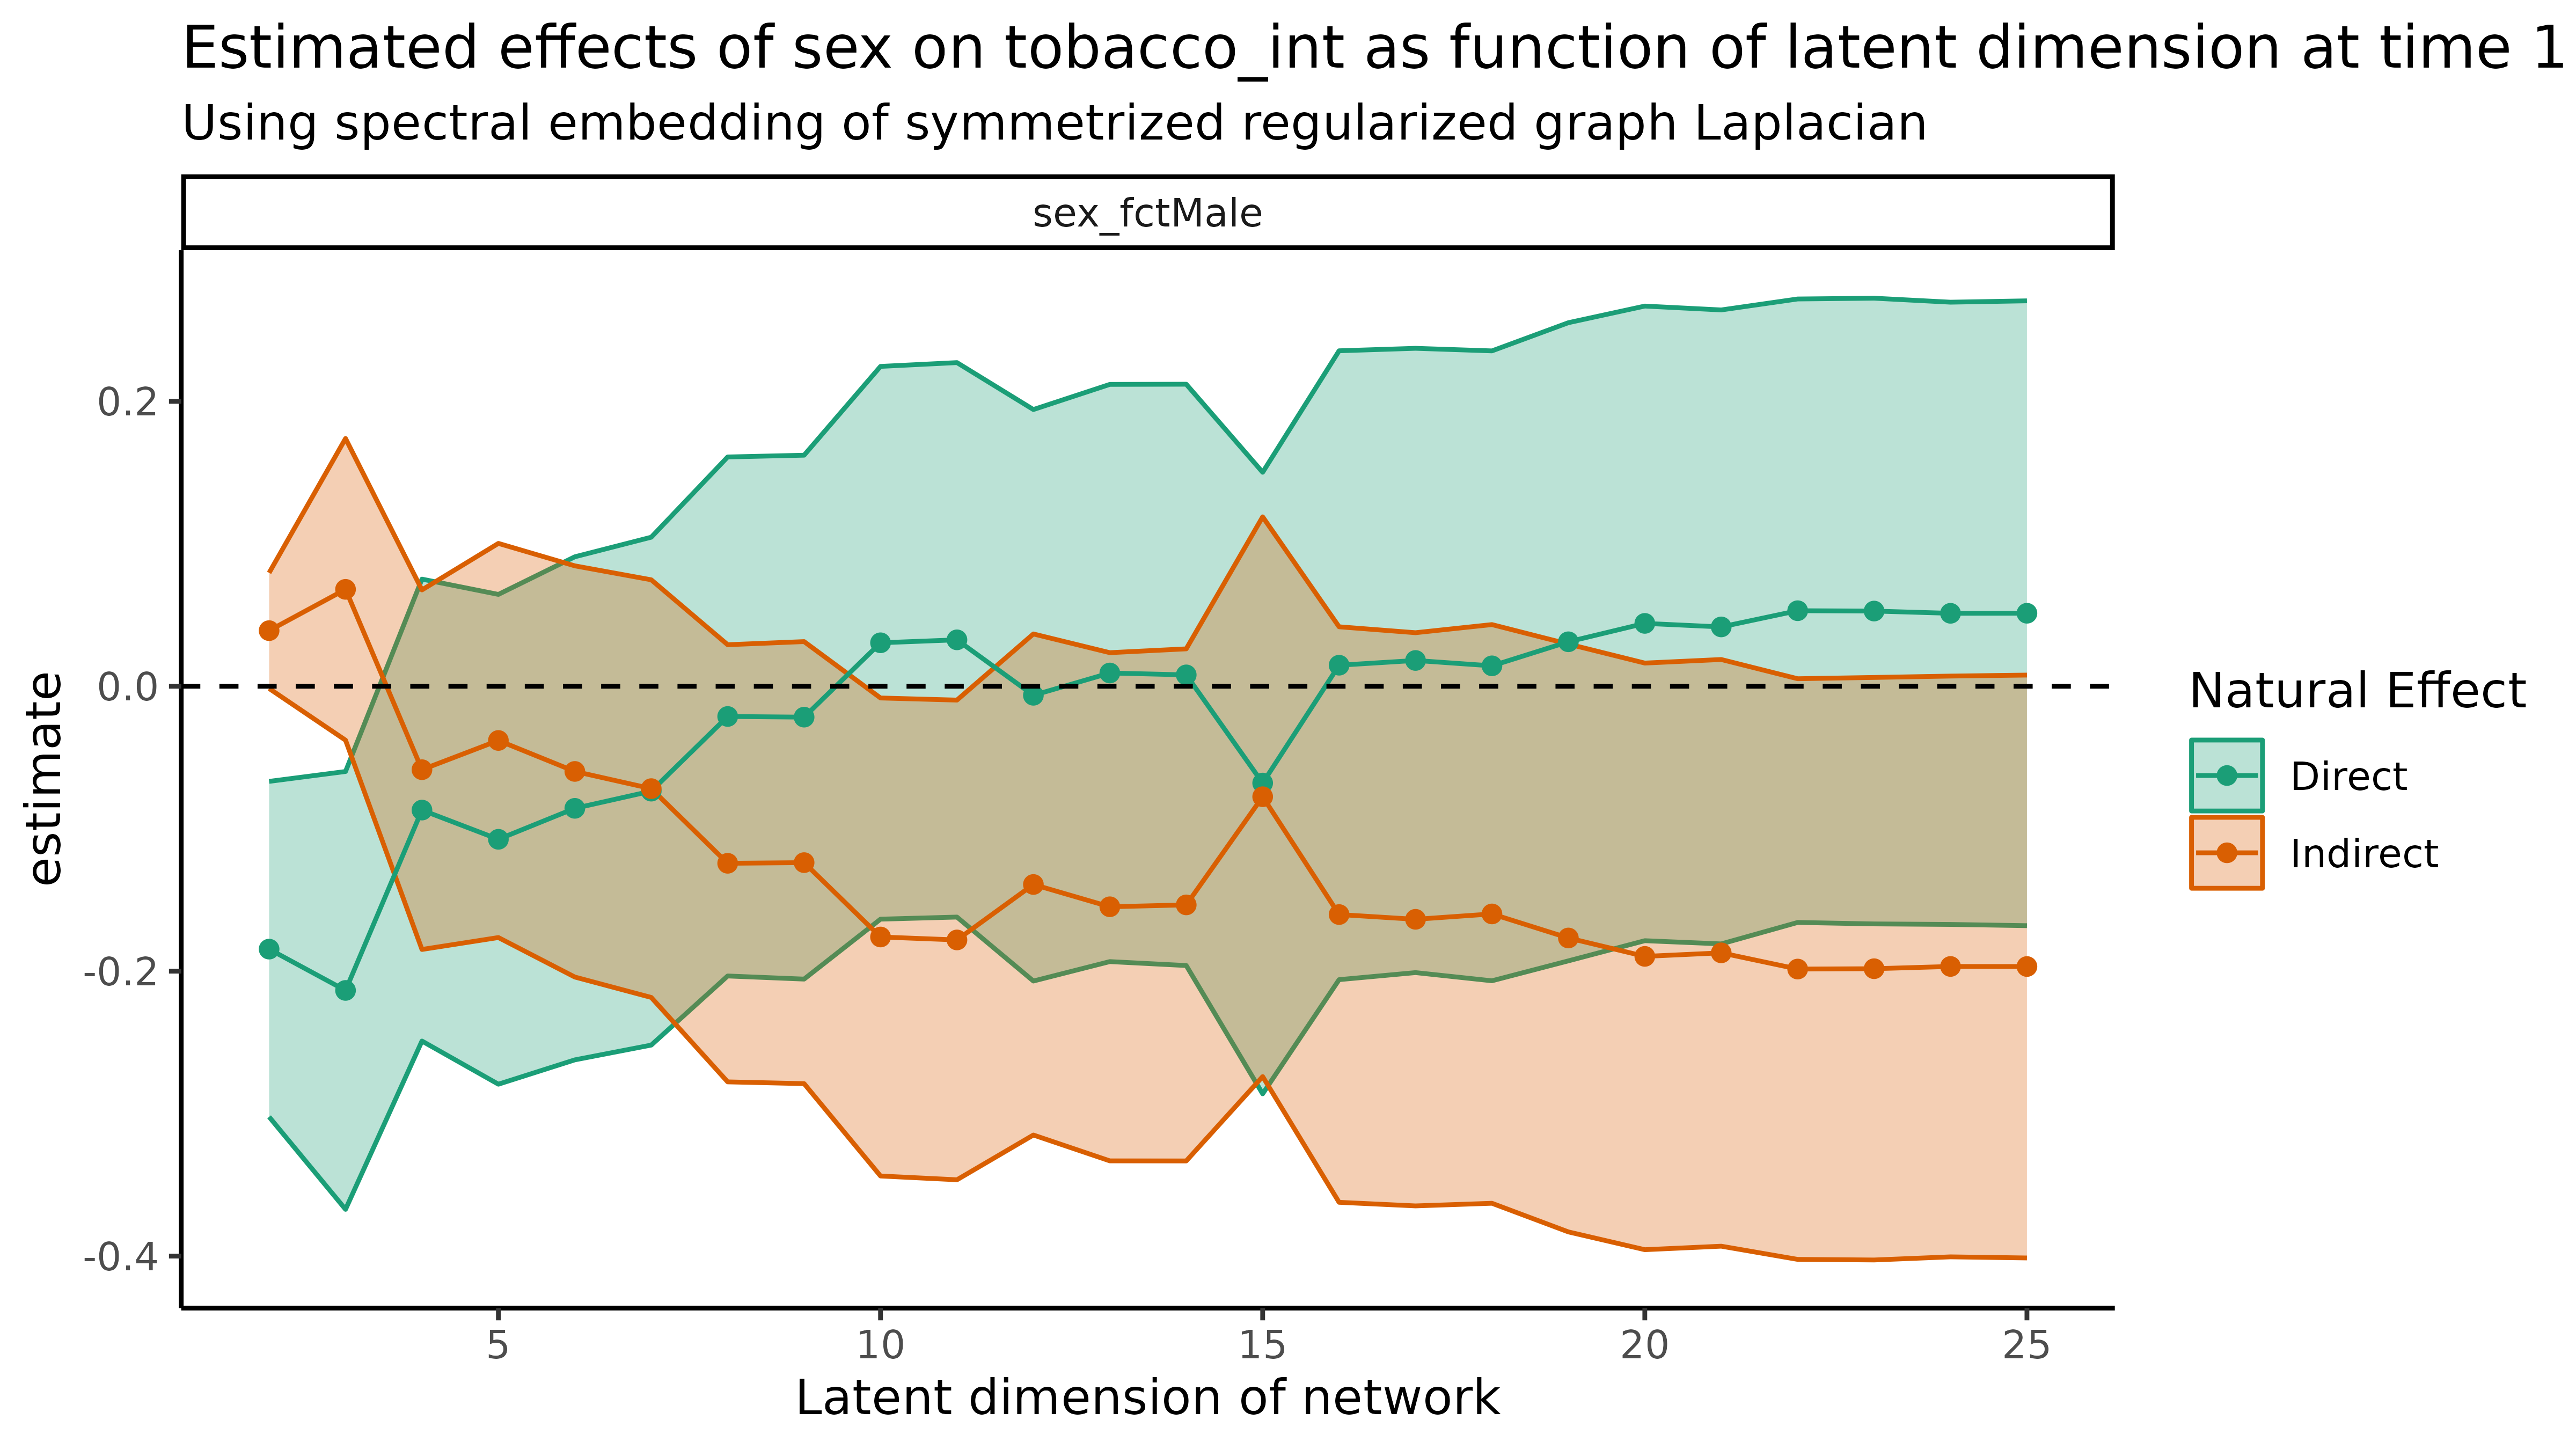 Estimated effects of sex on tobacco_int as function of latent dimension at time 1
Using spectral embedding of symmetrized regularized graph Laplacian
sex_fctMale
0.2
0.0
-0.2
-0.4
estimate
5 10 15 20 25
Latent dimension of network
Natural Effect
Direct
Indirect